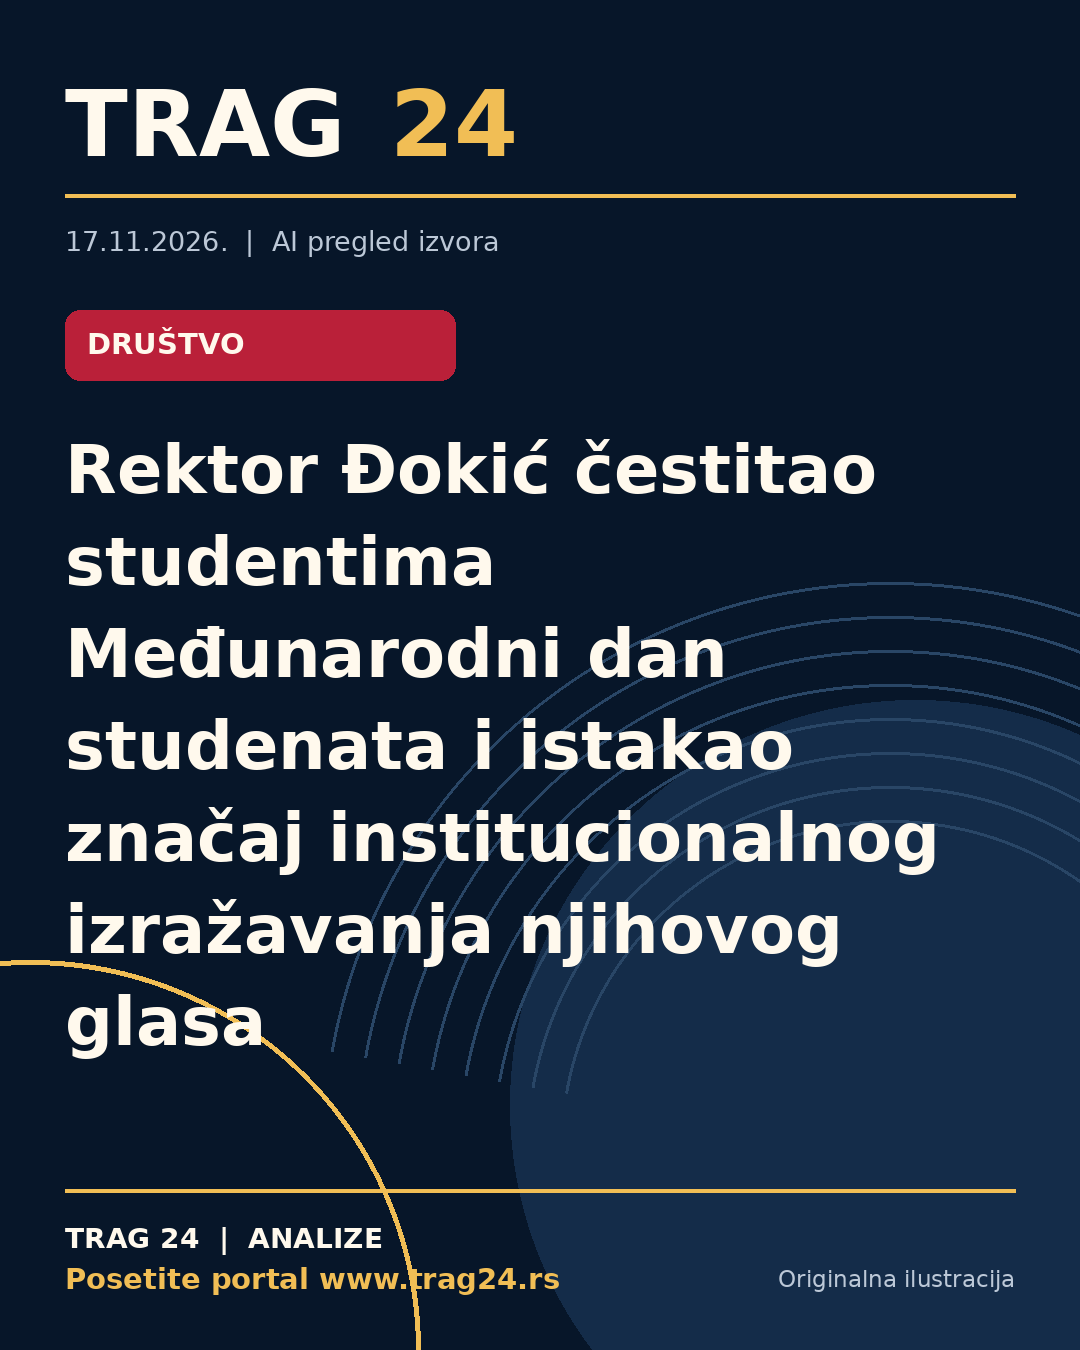 TRAG 24
17.11.2026. | AI pregled izvora
DRUŠTVO
Rektor Đokić čestitao
studentima
Međunarodni dan
studenata i istakao
značaj institucionalnog
izražavanja njihovog
glasa
TRAG 24 | ANALIZE
Posetite portal www.trag24.rs
Originalna ilustracija